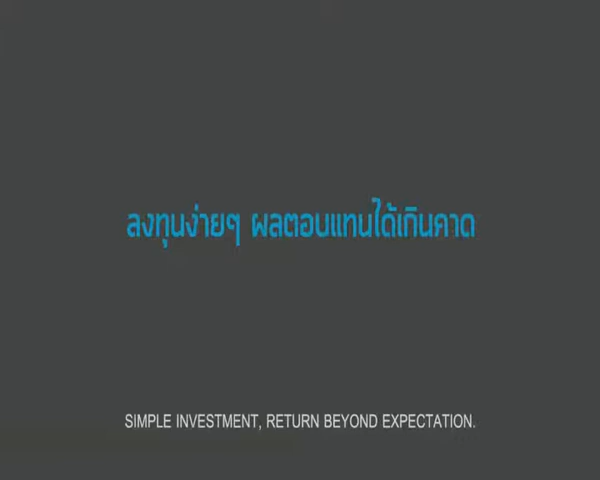 ลงทุนง่ายๆ ผลตอบแทนได้เกินคาด
SIMPLE INVESTMENT, RETURN BEYOND EXPECTATION.